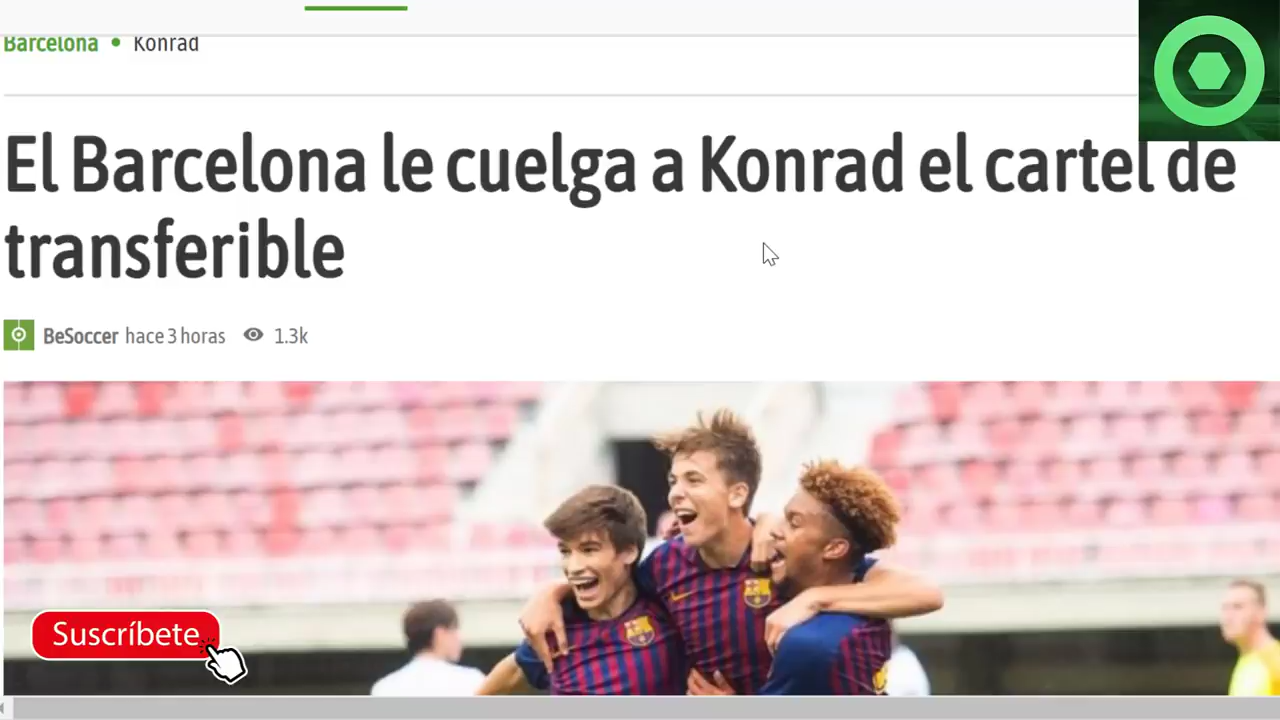 Barcelona • Konrad
El Barcelona le cuelga a Konrad el cartel de
transferible
BeSoccer hace 3 horas 1.3k
Suscríbete